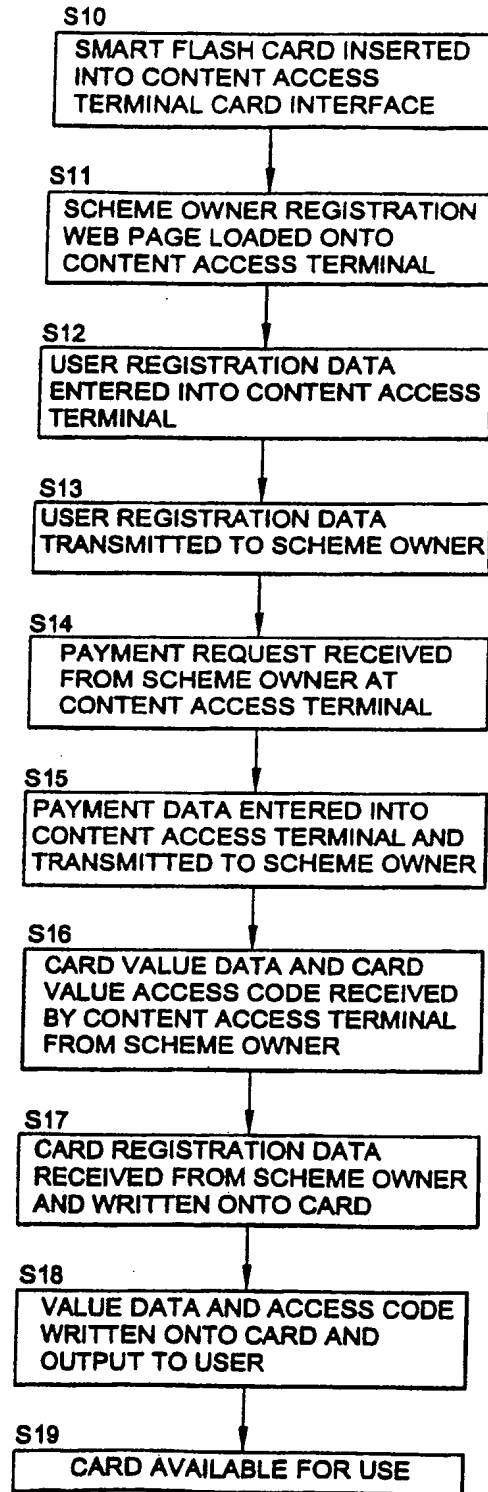 S10
SMART FLASH CARD INSERTED
INTO CONTENT ACCESS
TERMINAL CARD INTERFACE
S11
SCHEME OWNER REGISTRATION
WEB PAGE LOADED ONTO
CONTENT ACCESS TERMINAL
S12
USER REGISTRATION DATA
ENTERED INTO CONTENT ACCESS
TERMINAL
S13
USER REGISTRATION DATA
TRANSMITTED TO SCHEME OWNER
S14
PAYMENT REQUEST RECEIVED
FROM SCHEME OWNER AT
CONTENT ACCESS TERMINAL
S15
PAYMENT DATA ENTERED INTO
CONTENT ACCESS TERMINAL AND
TRANSMITTED TO SCHEME OWNER
S16
CARD VALUE DATA AND CARD
VALUE ACCESS CODE RECEIVED
BY CONTENT ACCESS TERMINAL
FROM SCHEME OWNER
S17
CARD REGISTRATION DATA
RECEIVED FROM SCHEME OWNER
AND WRITTEN ONTO CARD
S18
VALUE DATA AND ACCESS CODE
WRITTEN ONTO CARD AND
OUTPUT TO USER
S19
CARD AVAILABLE FOR USE